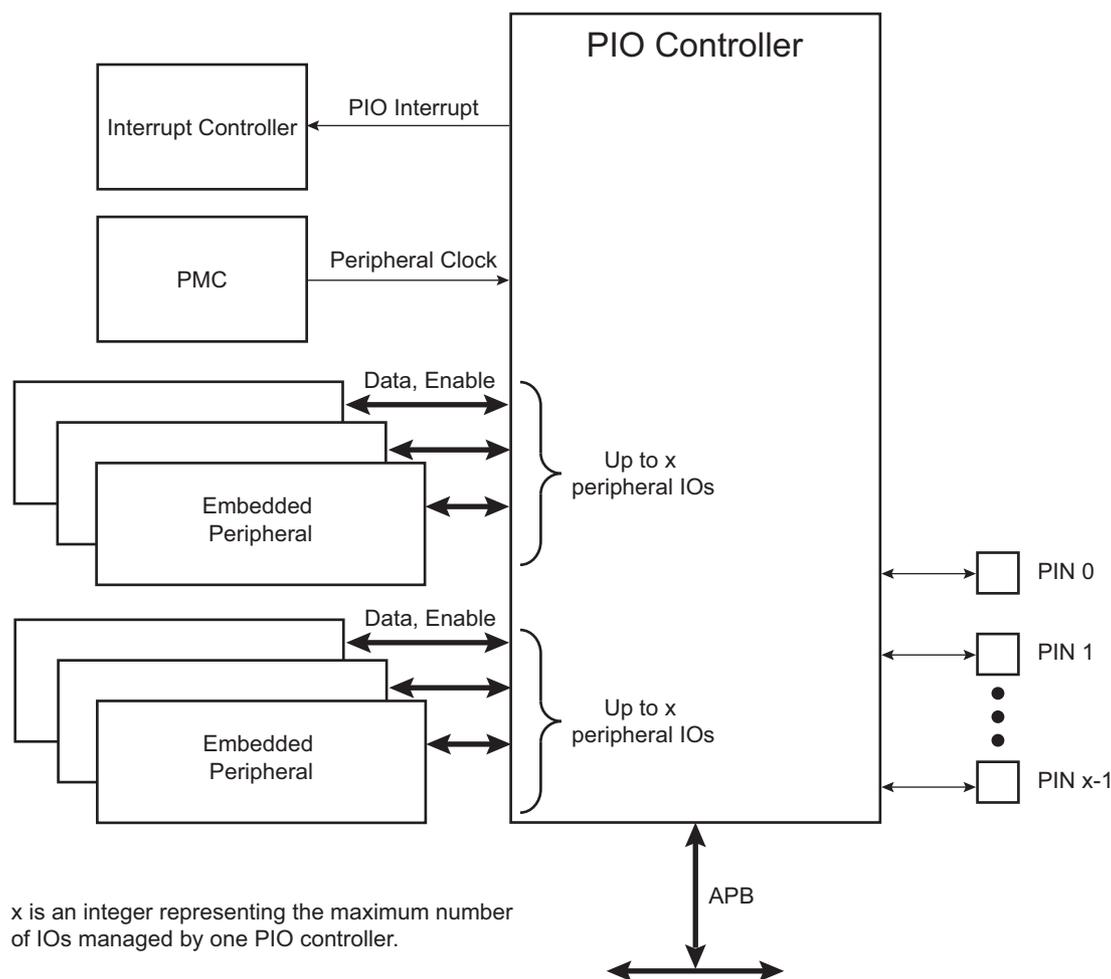 PIO Controller
PIO Interrupt
Interrupt Controller
Peripheral Clock
PMC
Data, Enable
Up to x
peripheral IOs
Embedded
Peripheral
PIN 0
Data, Enable
PIN 1
Up to x
peripheral IOs
Embedded
Peripheral
PIN x-1
APB
x is an integer representing the maximum number
of IOs managed by one PIO controller.